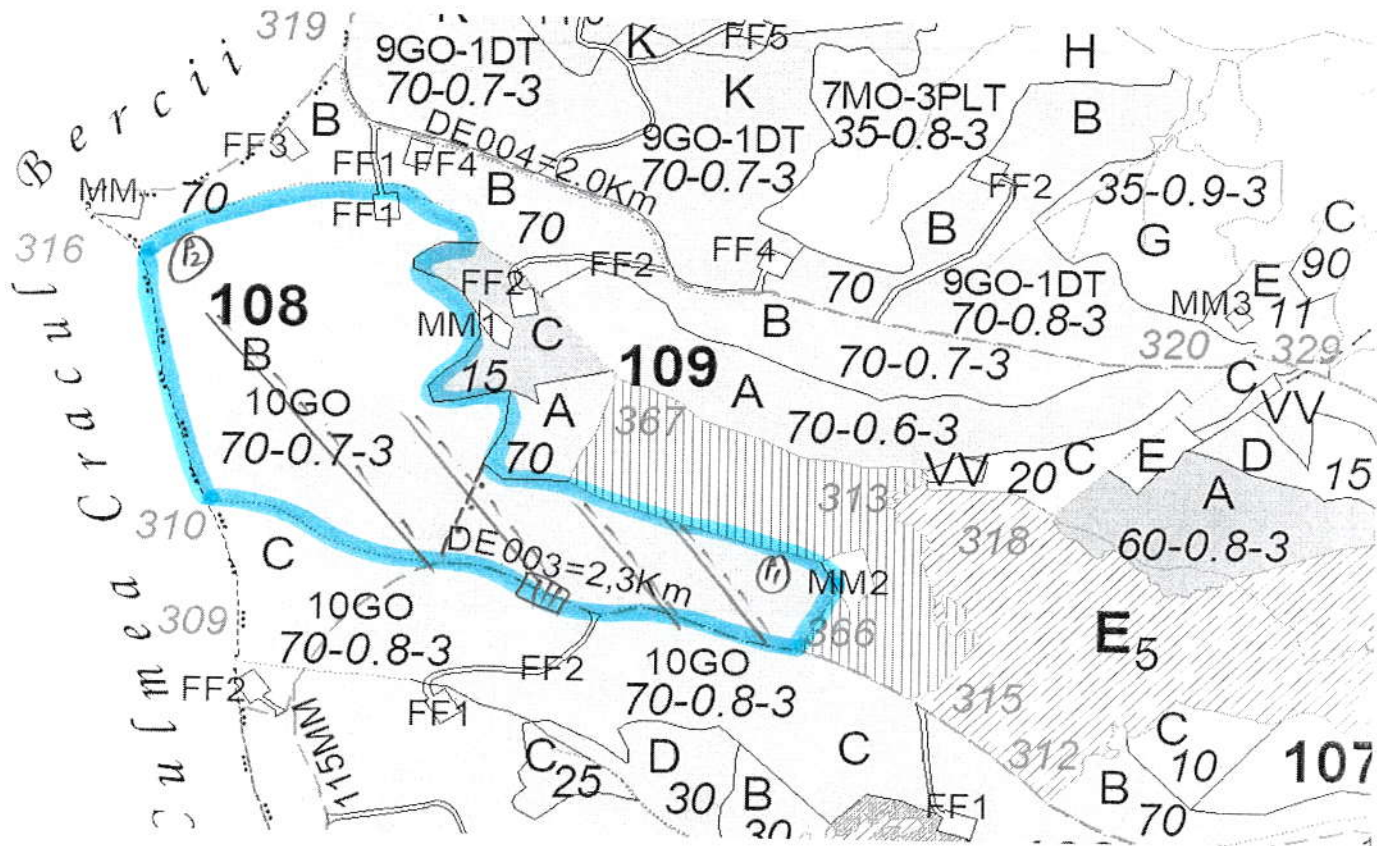 319
K
9GO-1DT
70-0.7-3
K
FF5
H
K
7MO-3PLT
35-0.8-3
B
B
FF3
FF1
FF4
DE004=2.0Km
9GO-1DT
70-0.7-3
Bercii
MM
70
FF1
B
70
FF2
35-0.9-3
C
90
316
P2
108
FF2
FF2
FF4
B
G
70
9GO-1DT
70-0.8-3
E
11
MM3
MM1
C
B
70-0.7-3
320
329
B
15
109
10GO
70-0.7-3
A
367
A
70-0.6-3
C
VV
70
VV
20
C
E
D
15
313
A
60-0.8-3
310
318
DE003=2,3Km
P1
MM2
C
10GO
70-0.8-3
309
366
E5
Culmea Cracul
FF2
FF2
10GO
70-0.8-3
FF1
315
115MM
C
25
D
30
C
312
C
10
107
B
30
FF1
B
70